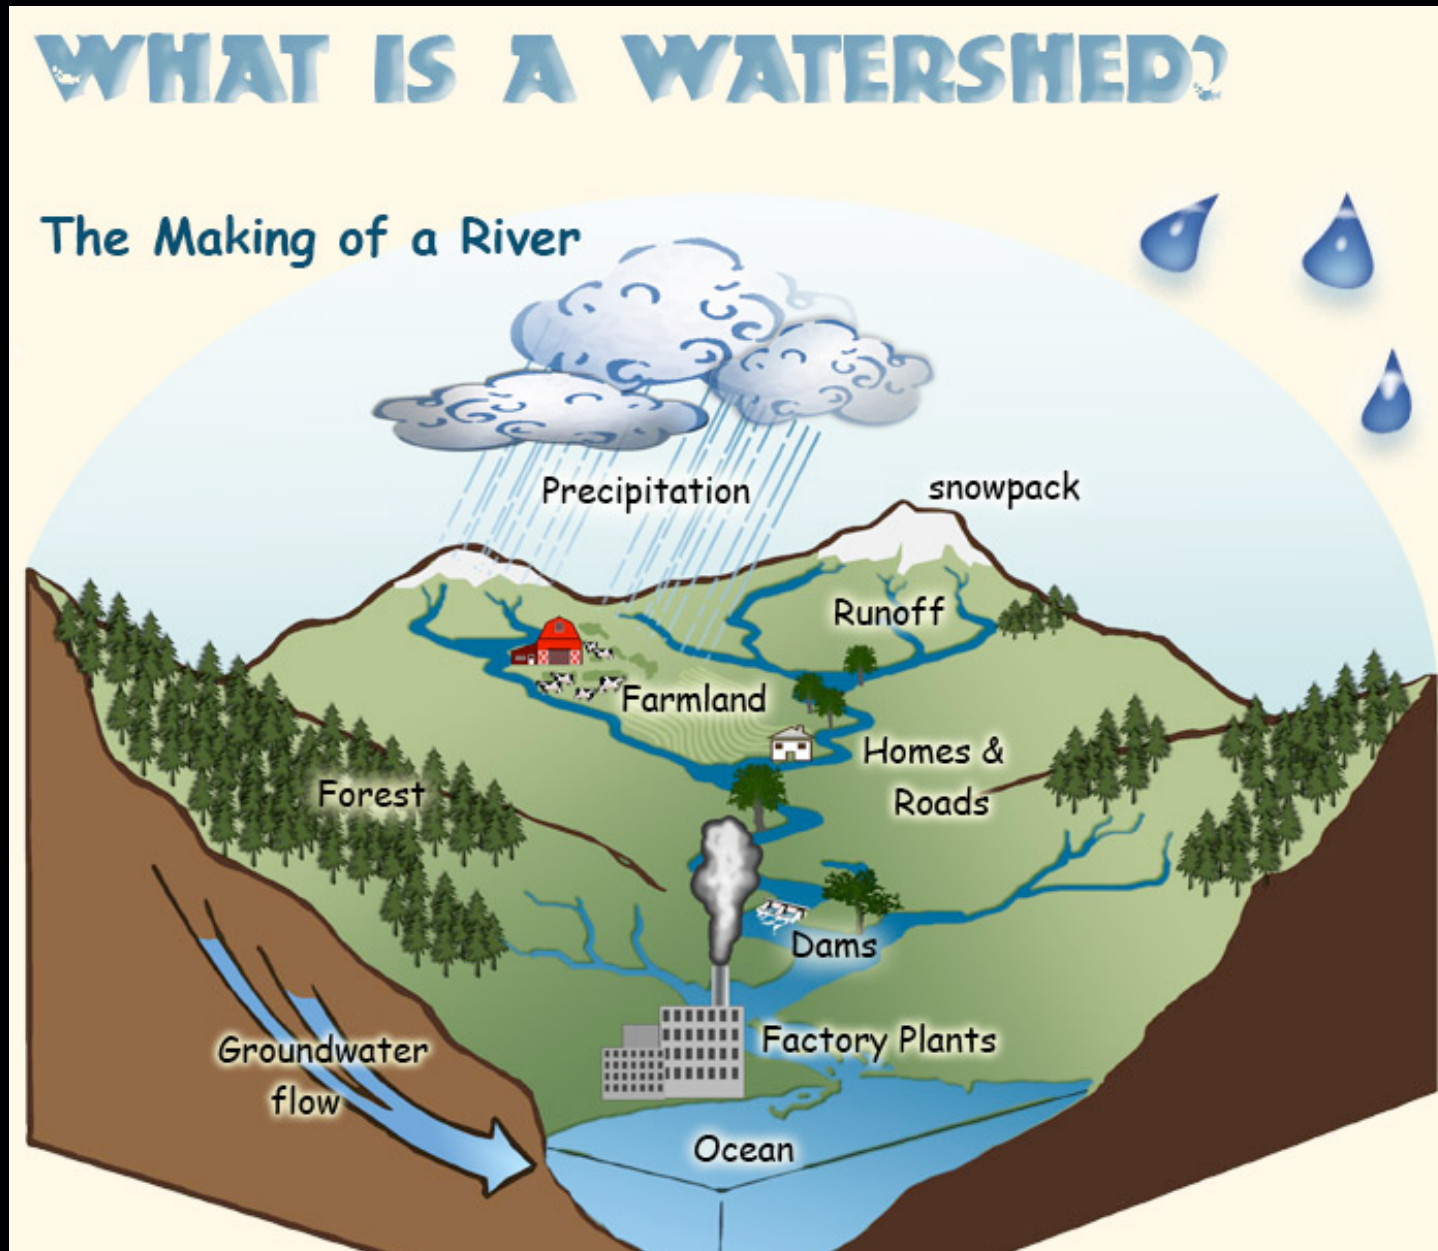 WHAT IS A WATERSHED?
The Making of a River
Precipitation
snowpack
Runoff
Farmland
Homes &
Roads
Forest
Dams
Groundwater
flow
Factory Plants
Ocean